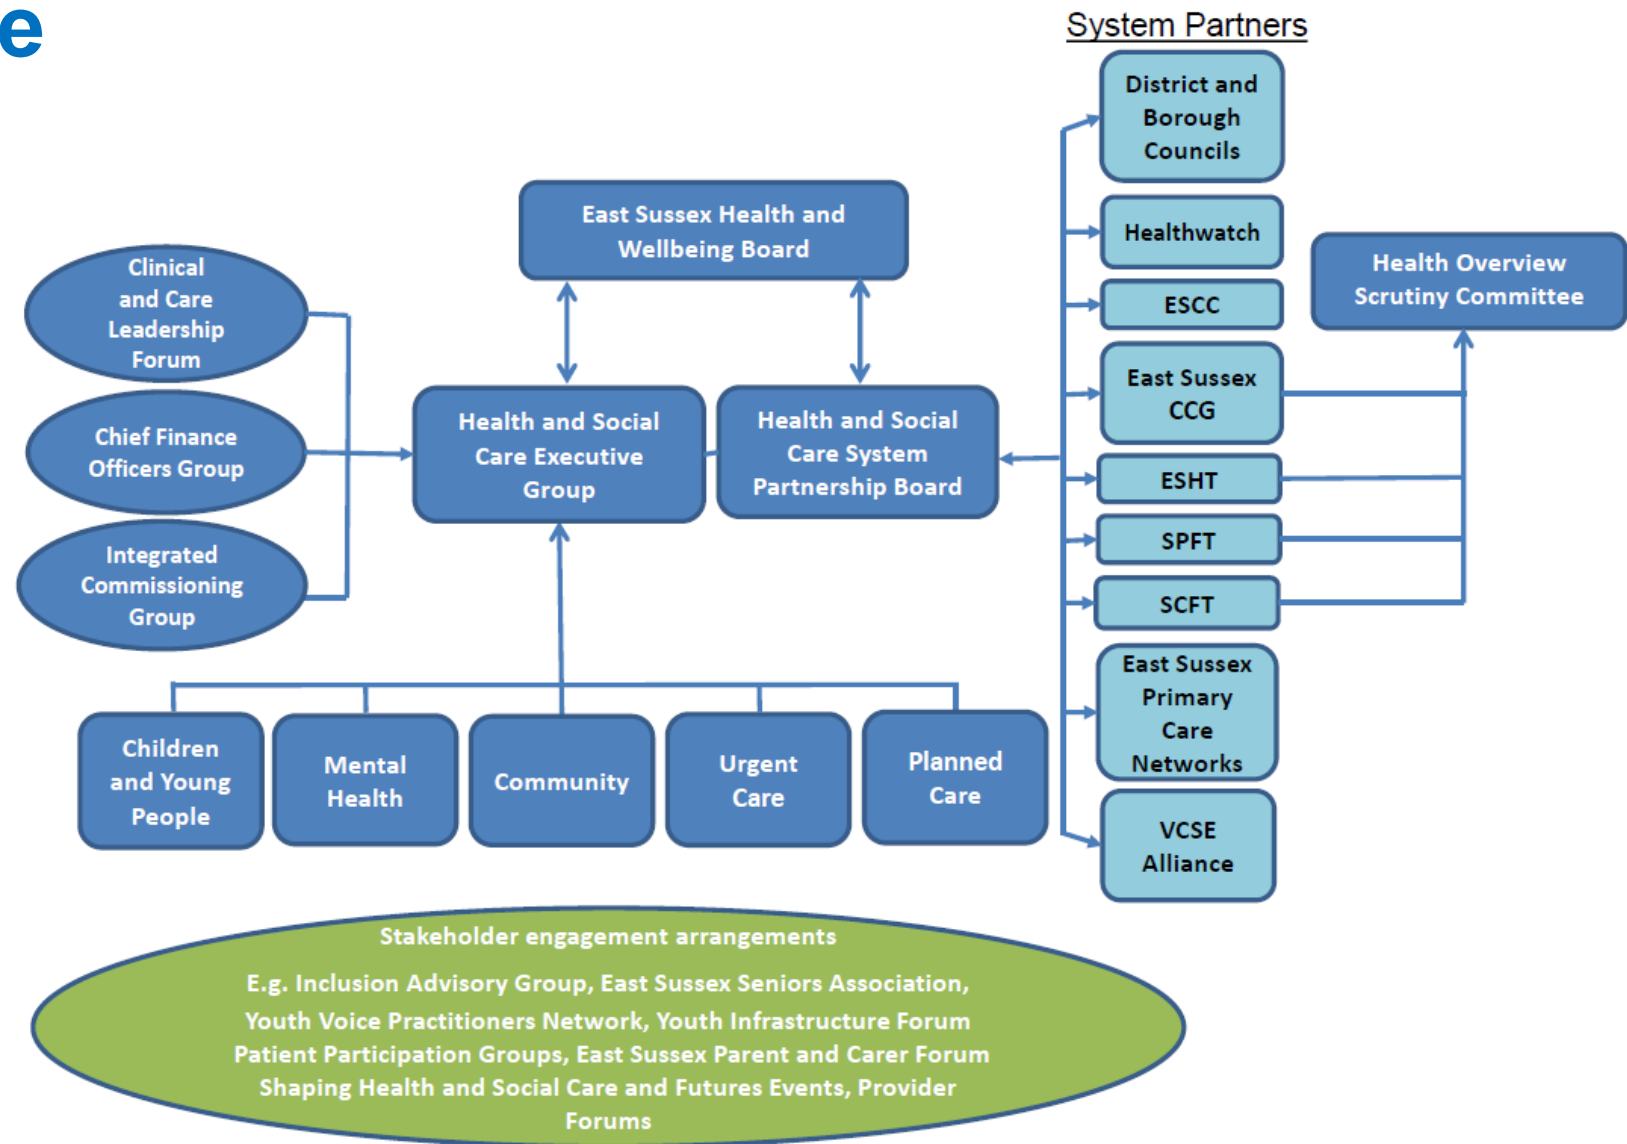 e
System Partners
District and
Borough
Councils
Healthwatch
ESCC
East Sussex
CCG
ESHT
SPFT
SCFT
East Sussex
Primary
Care
Networks
VCSE
Alliance
Health Overview
Scrutiny Committee
East Sussex Health and
Wellbeing Board
Clinical
and Care
Leadership
Forum
Chief Finance
Officers Group
Integrated
Commissioning
Group
Health and Social
Care Executive
Group
Health and Social
Care System
Partnership Board
Children
and Young
People
Mental
Health
Community
Urgent
Care
Planned
Care
Stakeholder engagement arrangements
E.g. Inclusion Advisory Group, East Sussex Seniors Association,
Youth Voice Practitioners Network, Youth Infrastructure Forum
Patient Participation Groups, East Sussex Parent and Carer Forum
Shaping Health and Social Care and Futures Events, Provider
Forums